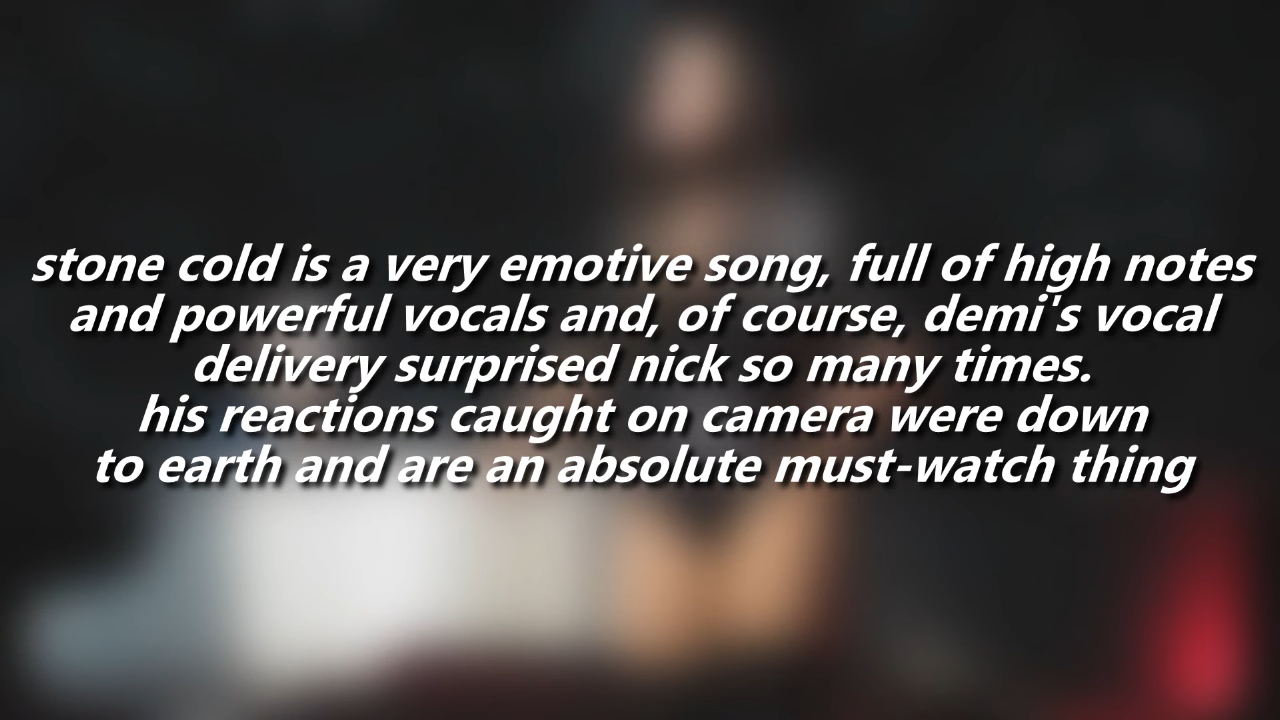 stone cold is a very emotive song, full of high notes
and powerful vocals and, of course, demi's vocal
delivery surprised nick so many times.
his reactions caught on camera were down
to earth and are an absolute must-watch thing